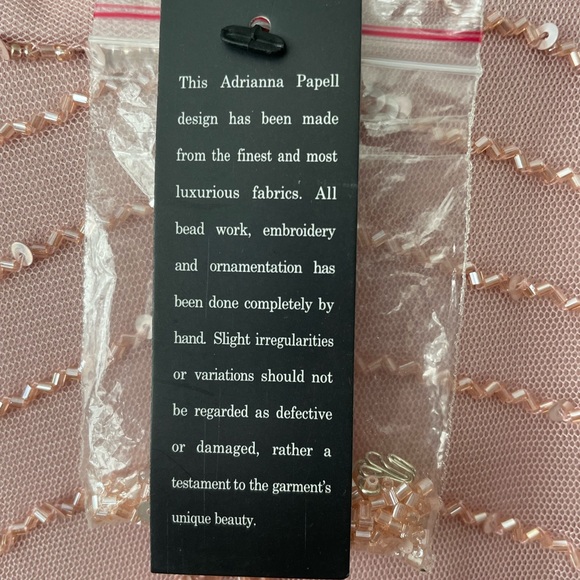 This Adrianna Papell
design has been made
from the finest and most
luxurious fabrics. All
bead work, embroidery
and ornamentation has
been done completely by
hand. Slight irregularities
or variations should not
be regarded as defective
or damaged, rather a
testament to the garment's
unique beauty.